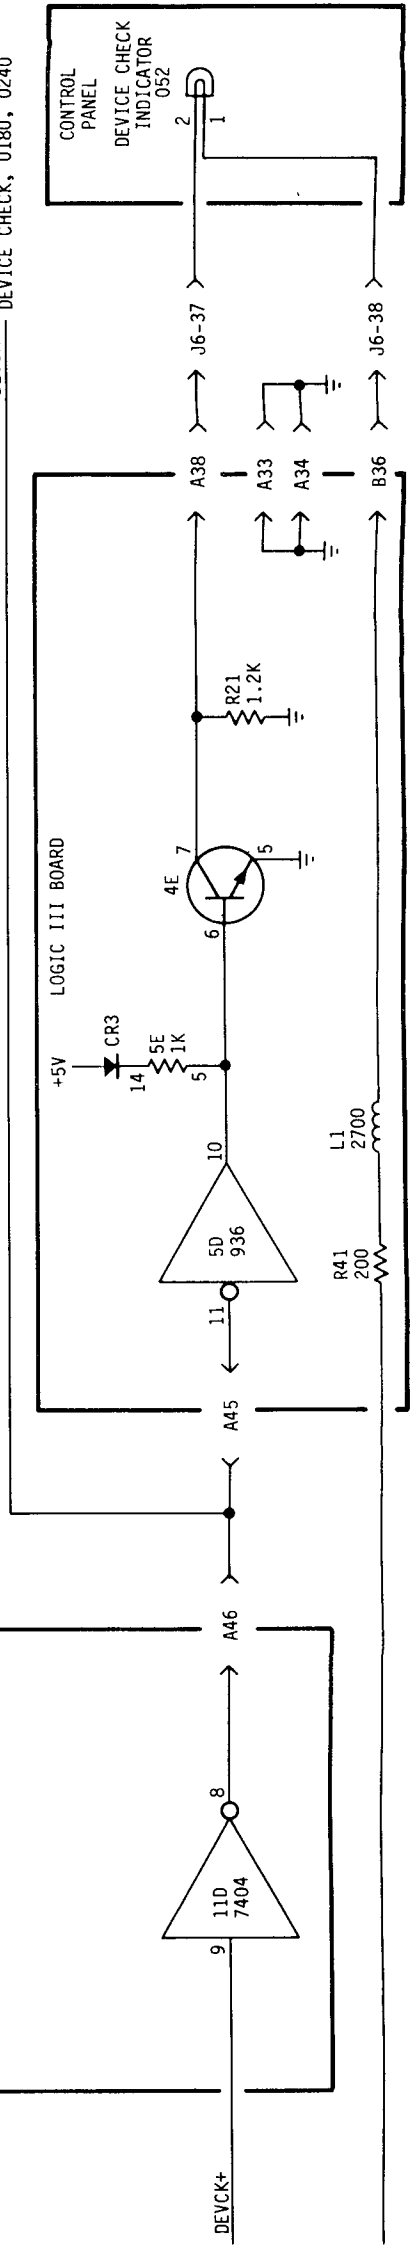 DEVICE CHECK, 0180, 0240
CONTROL
PANEL
DEVICE CHECK
INDICATOR
052
2
1
J6-37
J6-38
A38
A33
A34
B36
LOGIC III BOARD
R21
1.2K
4E
7
6
5
+5V
CR3
14
5E
1K
5
10
5D
936
11
L1
2700
R41
200
A45
A46
8
11D
7404
9
DEVCK+